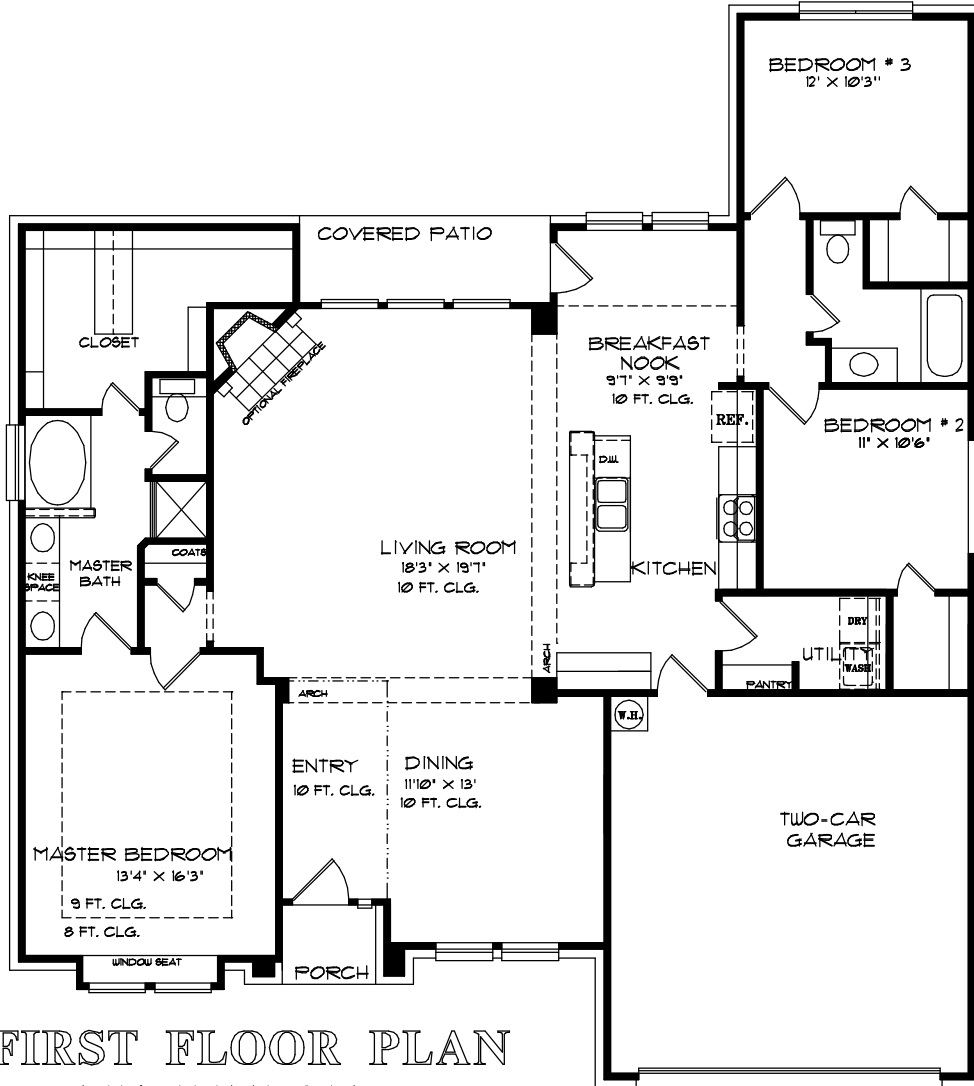 BEDROOM # 3
12' X 10'3"
COVERED PATIO
CLOSET
OPTIONAL FIREPLACE
BREAKFAST
NOOK
9'7" X 9'9"
10 FT. CLG.
REF.
BEDROOM # 2
11" X 10'6"
D.W.
LIVING ROOM
18'3" X 19'7"
10 FT. CLG.
KITCHEN
COATS
MASTER
BATH
KNEE
SPACE
DRY
UTILITY
WASH
PANTRY
ARCH
ARCH
W.H.
ENTRY
10 FT. CLG.
DINING
11'10" X 13'
10 FT. CLG.
TWO-CAR
GARAGE
MASTER BEDROOM
13'4" X 16'3"
9 FT. CLG.
8 FT. CLG.
WINDOW SEAT
PORCH
FIRST FLOOR PLAN